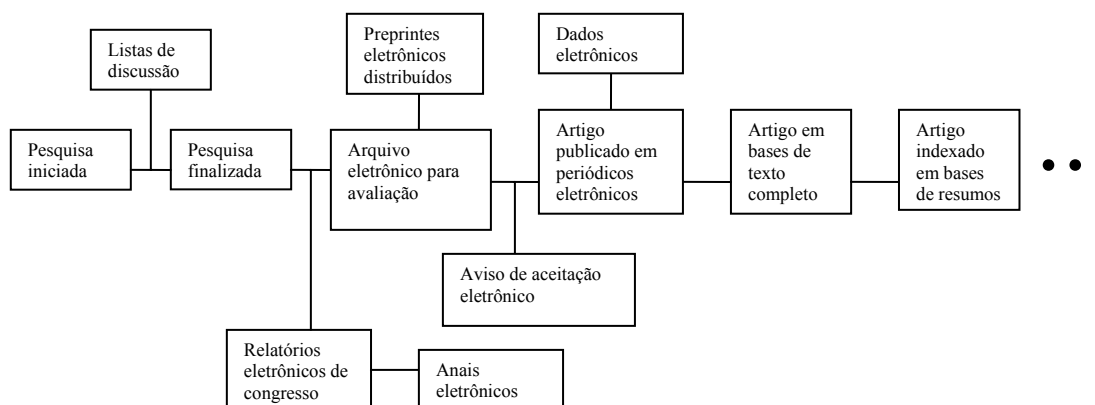 Listas de
discussão
Preprintes
eletrônicos
distribuídos
Dados
eletrônicos
Pesquisa
iniciada
Pesquisa
finalizada
Arquivo
eletrônico para
avaliação
Artigo
publicado em
periódicos
eletrônicos
Artigo em
bases de
texto
completo
Artigo
indexado
em bases
de resumos
Aviso de aceitação
eletrônico
Relatórios
eletrônicos de
congresso
Anais
eletrônicos